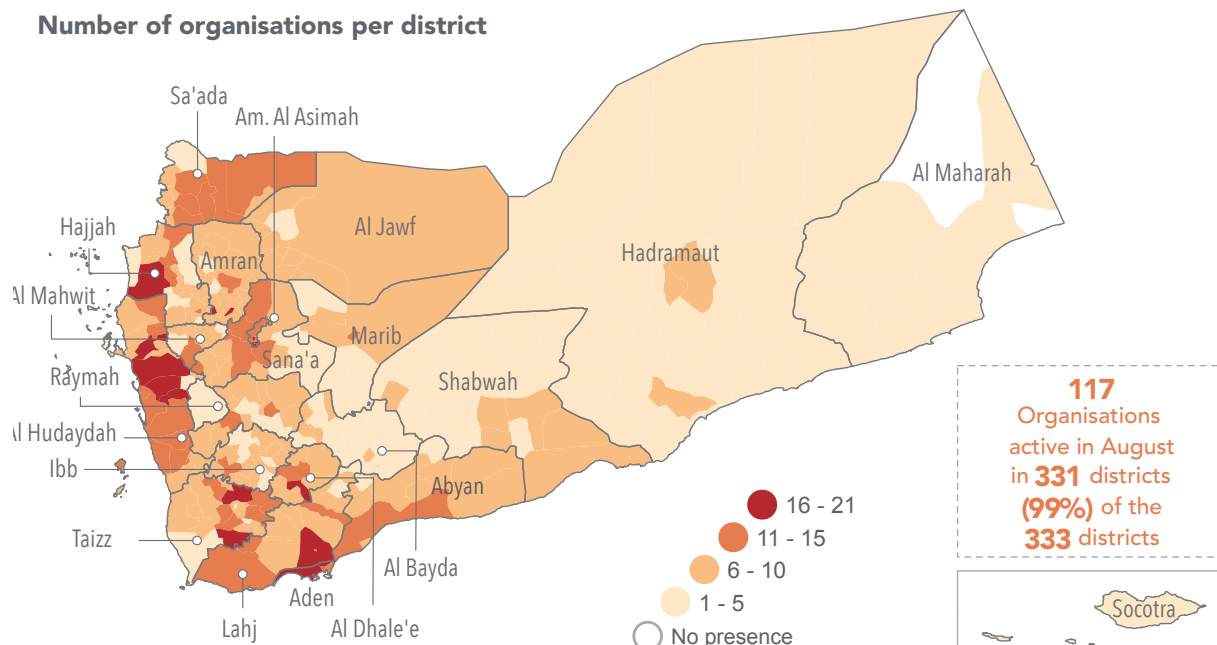 Number of organisations per district
Sa'ada
Am. Al Asimah
Hajjah
Al Mahwit
Amran
Al Jawf
Hadramaut
Al Maharah
Marib
Sana'a
Raymah
Shabwah
Al Hudaydah
Ibb
Abyan
Taizz
Al Bayda
Aden
Lahj
Al Dhale'e
16 - 21
11 - 15
6 - 10
1 - 5
No presence
117
Organisations
active in August
in 331 districts
(99%) of the
333 districts
Socotra